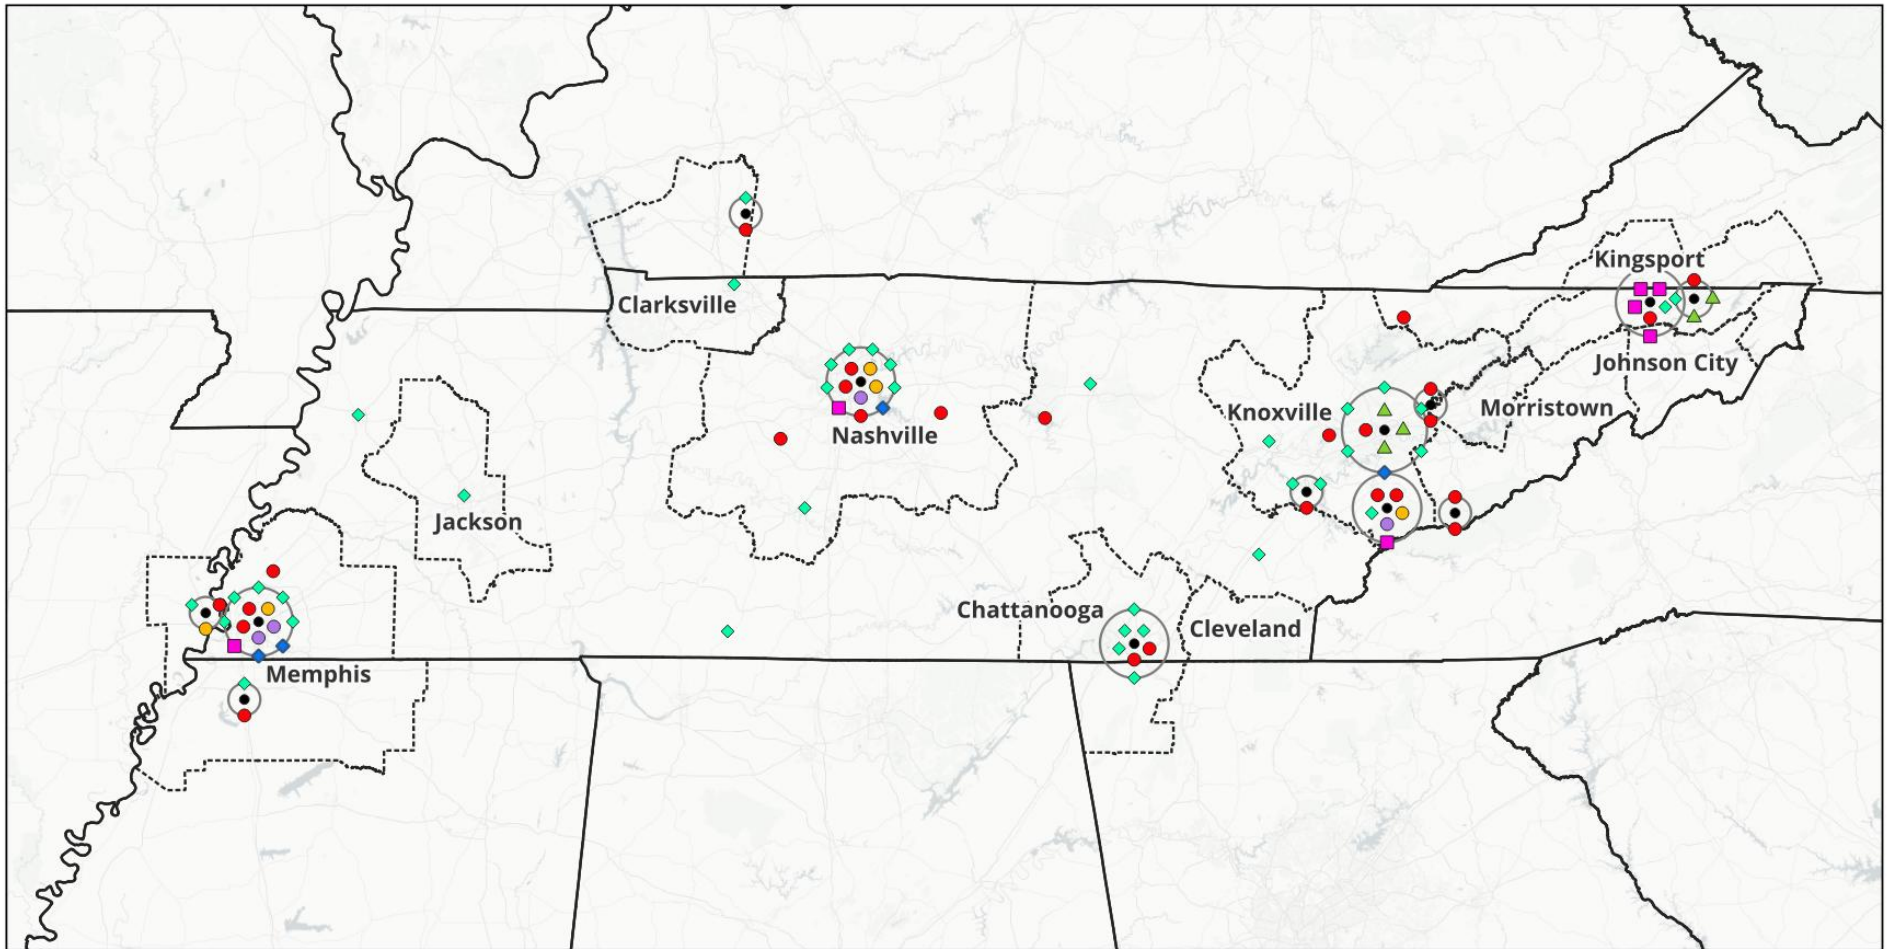 Kingsport
Clarksville
Johnson City
Knoxville
Morristown
Nashville
Jackson
Chattanooga
Cleveland
Memphis